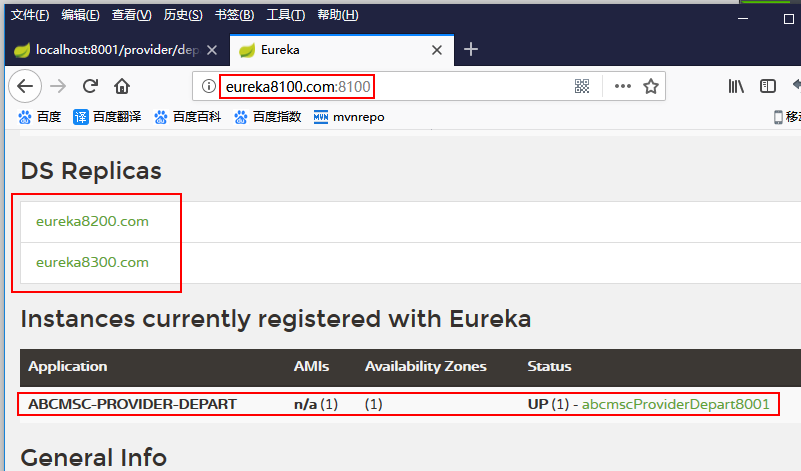 文件(F) 编辑(E) 查看(V) 历史(S) 书签(B) 工具(T) 帮助(H)
localhost:8001/provider/dep Eureka
eureka8100.com:8100
百度 百度翻译 百度百科 百度指数 mvnrepo
DS Replicas
eureka8200.com
eureka8300.com
Instances currently registered with Eureka
Application AMIs Availability Zones Status
ABCMSC-PROVIDER-DEPART n/a (1) (1) UP (1) - abcmscProviderDepart8001
General Info